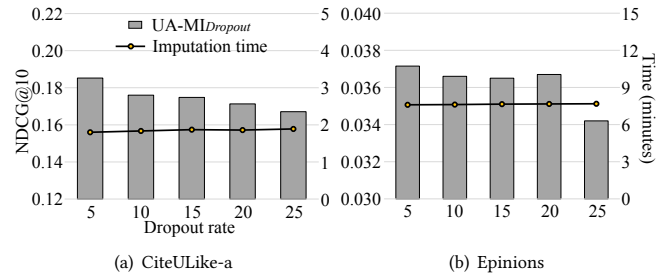 0.22
0.20
0.18
0.16
0.14
0.12
NDCG@10
UA-MIDropout
Imputation time
5
4
3
2
1
0
5 10 15 20 25
Dropout rate
(a) CiteULike-a
0.040
0.038
0.036
0.034
0.032
0.030
15
12
9
6
3
0
Time (minutes)
5 10 15 20 25
(b) Epinions